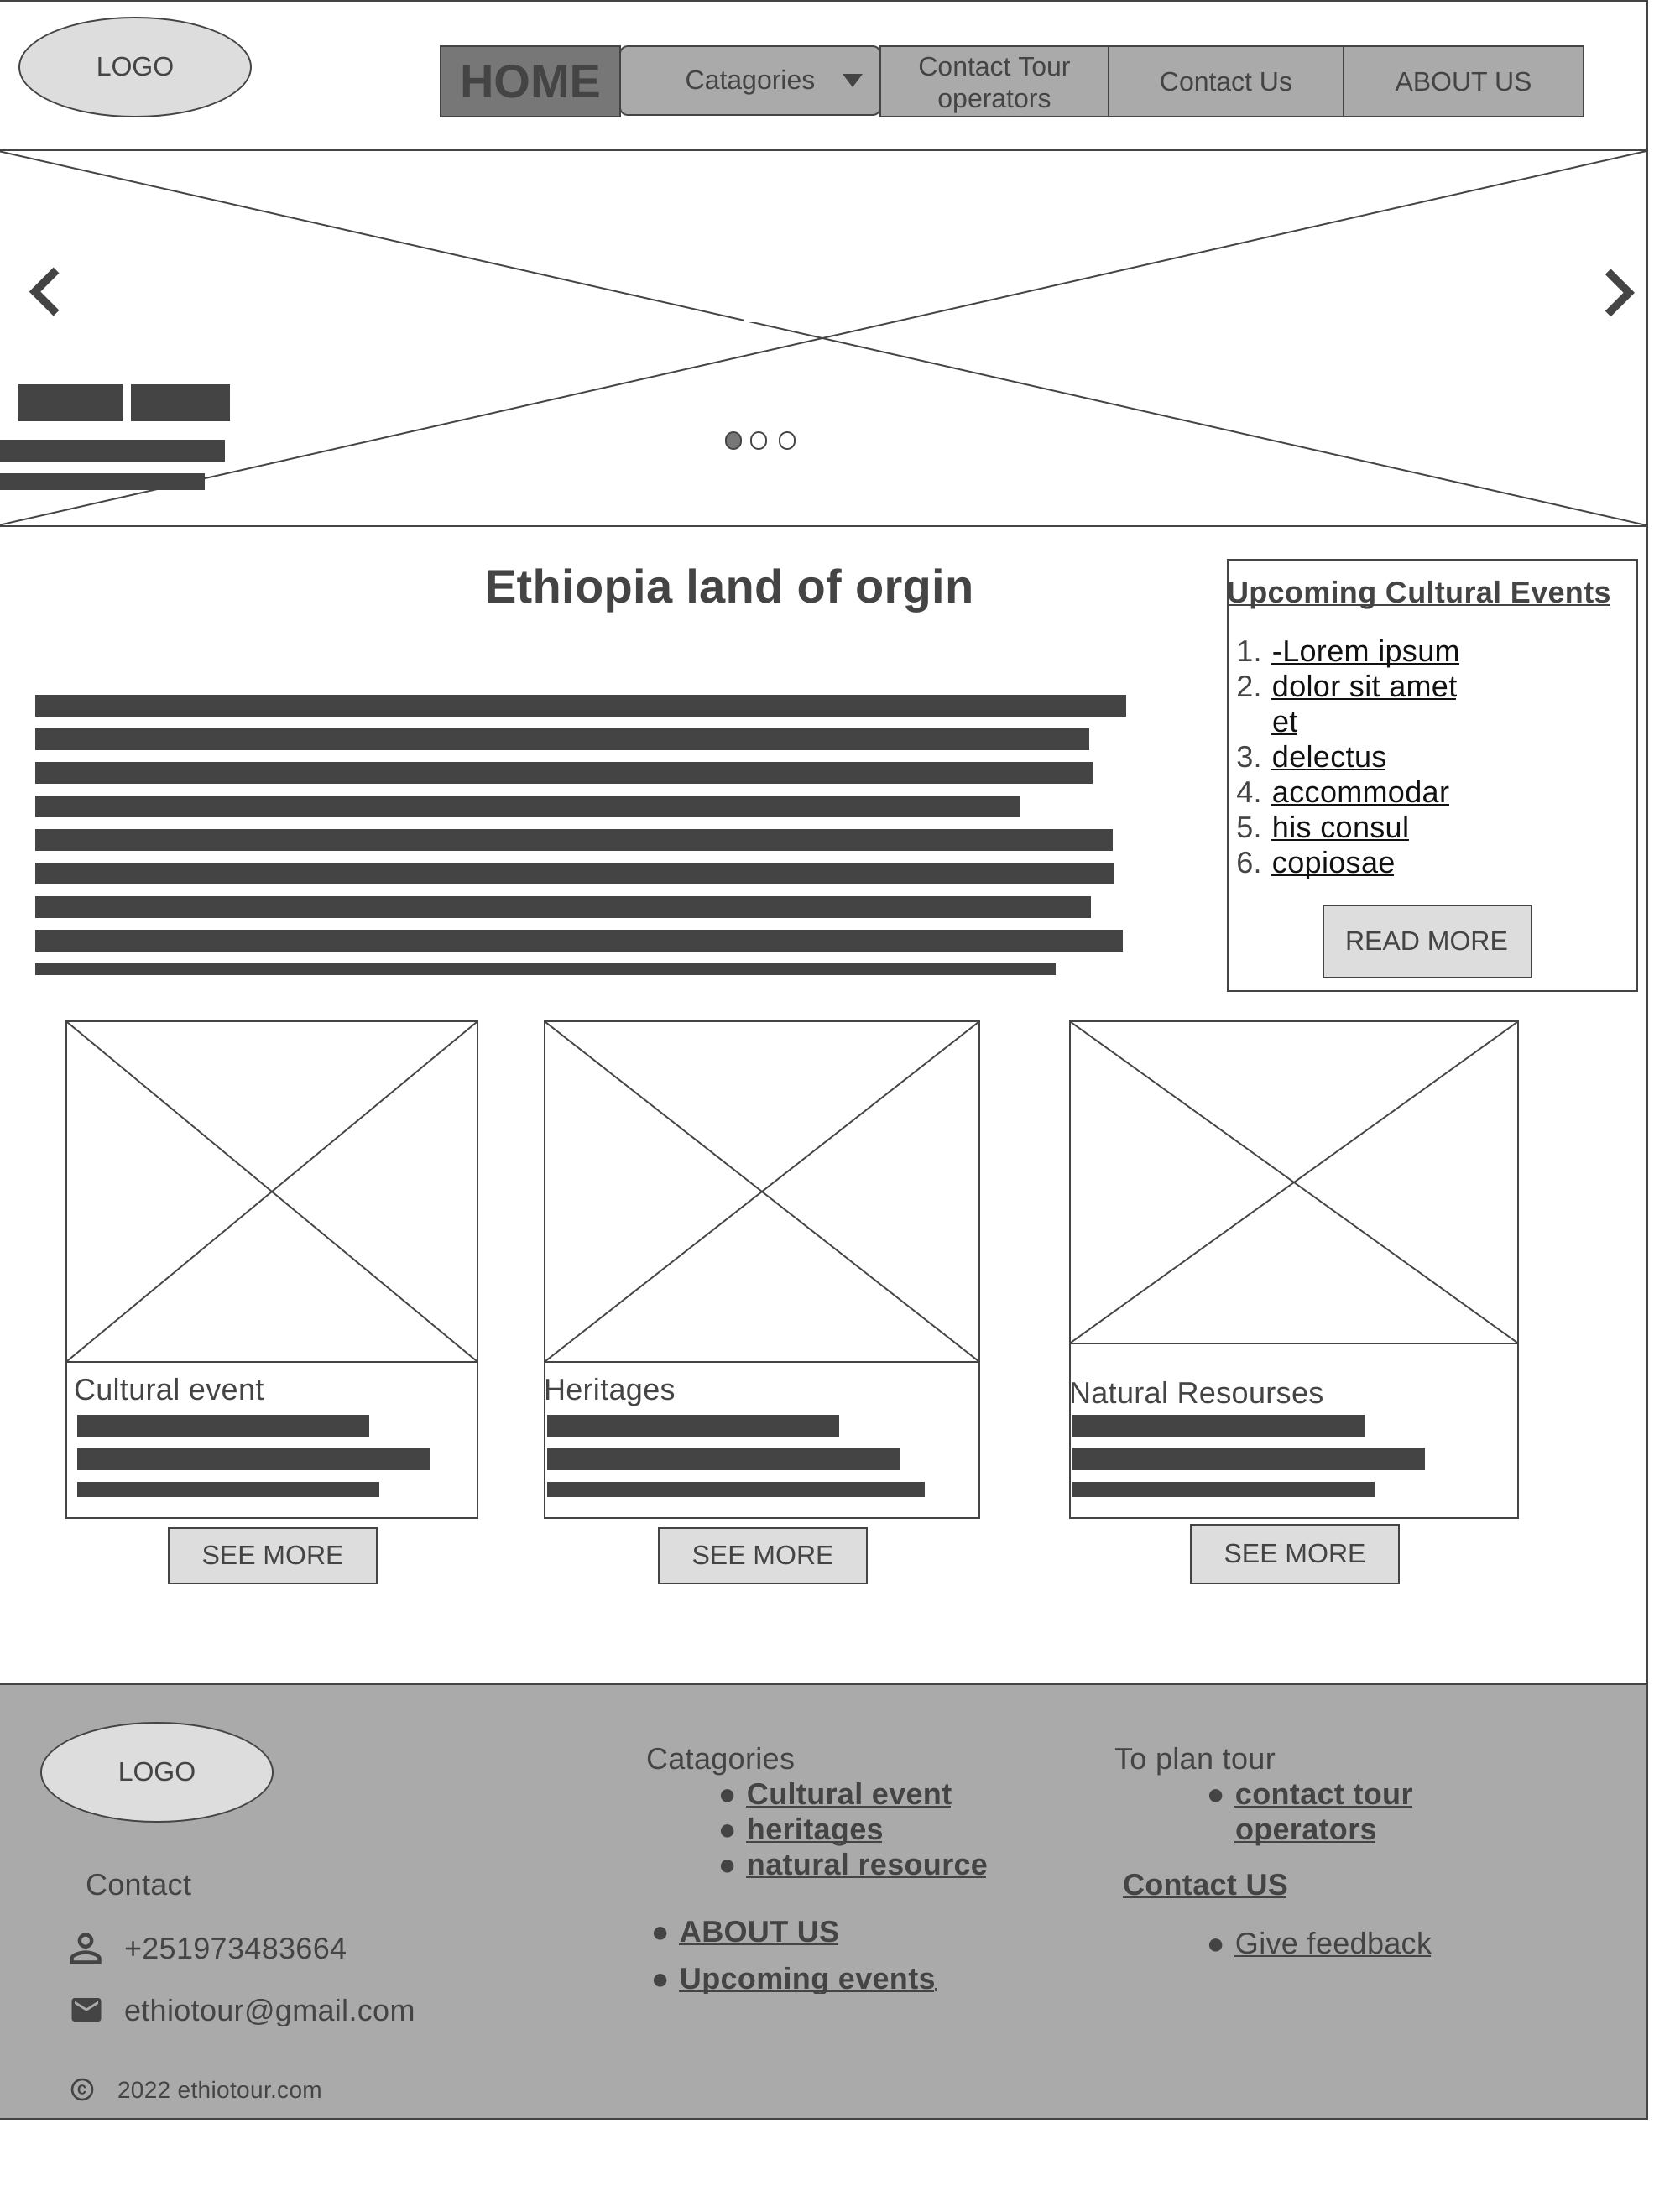 LOGO
HOME
Catagories
Contact Tour
operators
Contact Us
ABOUT US
Ethiopia land of orgin
Upcoming Cultural Events
1. -Lorem ipsum
2. dolor sit amet
et
3. delectus
4. accommodar
5. his consul
6. copiosae
READ MORE
Cultural event
Heritages
Natural Resourses
SEE MORE
SEE MORE
SEE MORE
LOGO
Contact
+251973483664
ethiotour@gmail.com
© 2022 ethiotour.com
Catagories
● Cultural event
● heritages
● natural resource
● ABOUT US
● Upcoming events
To plan tour
● contact tour
operators
Contact US
● Give feedback